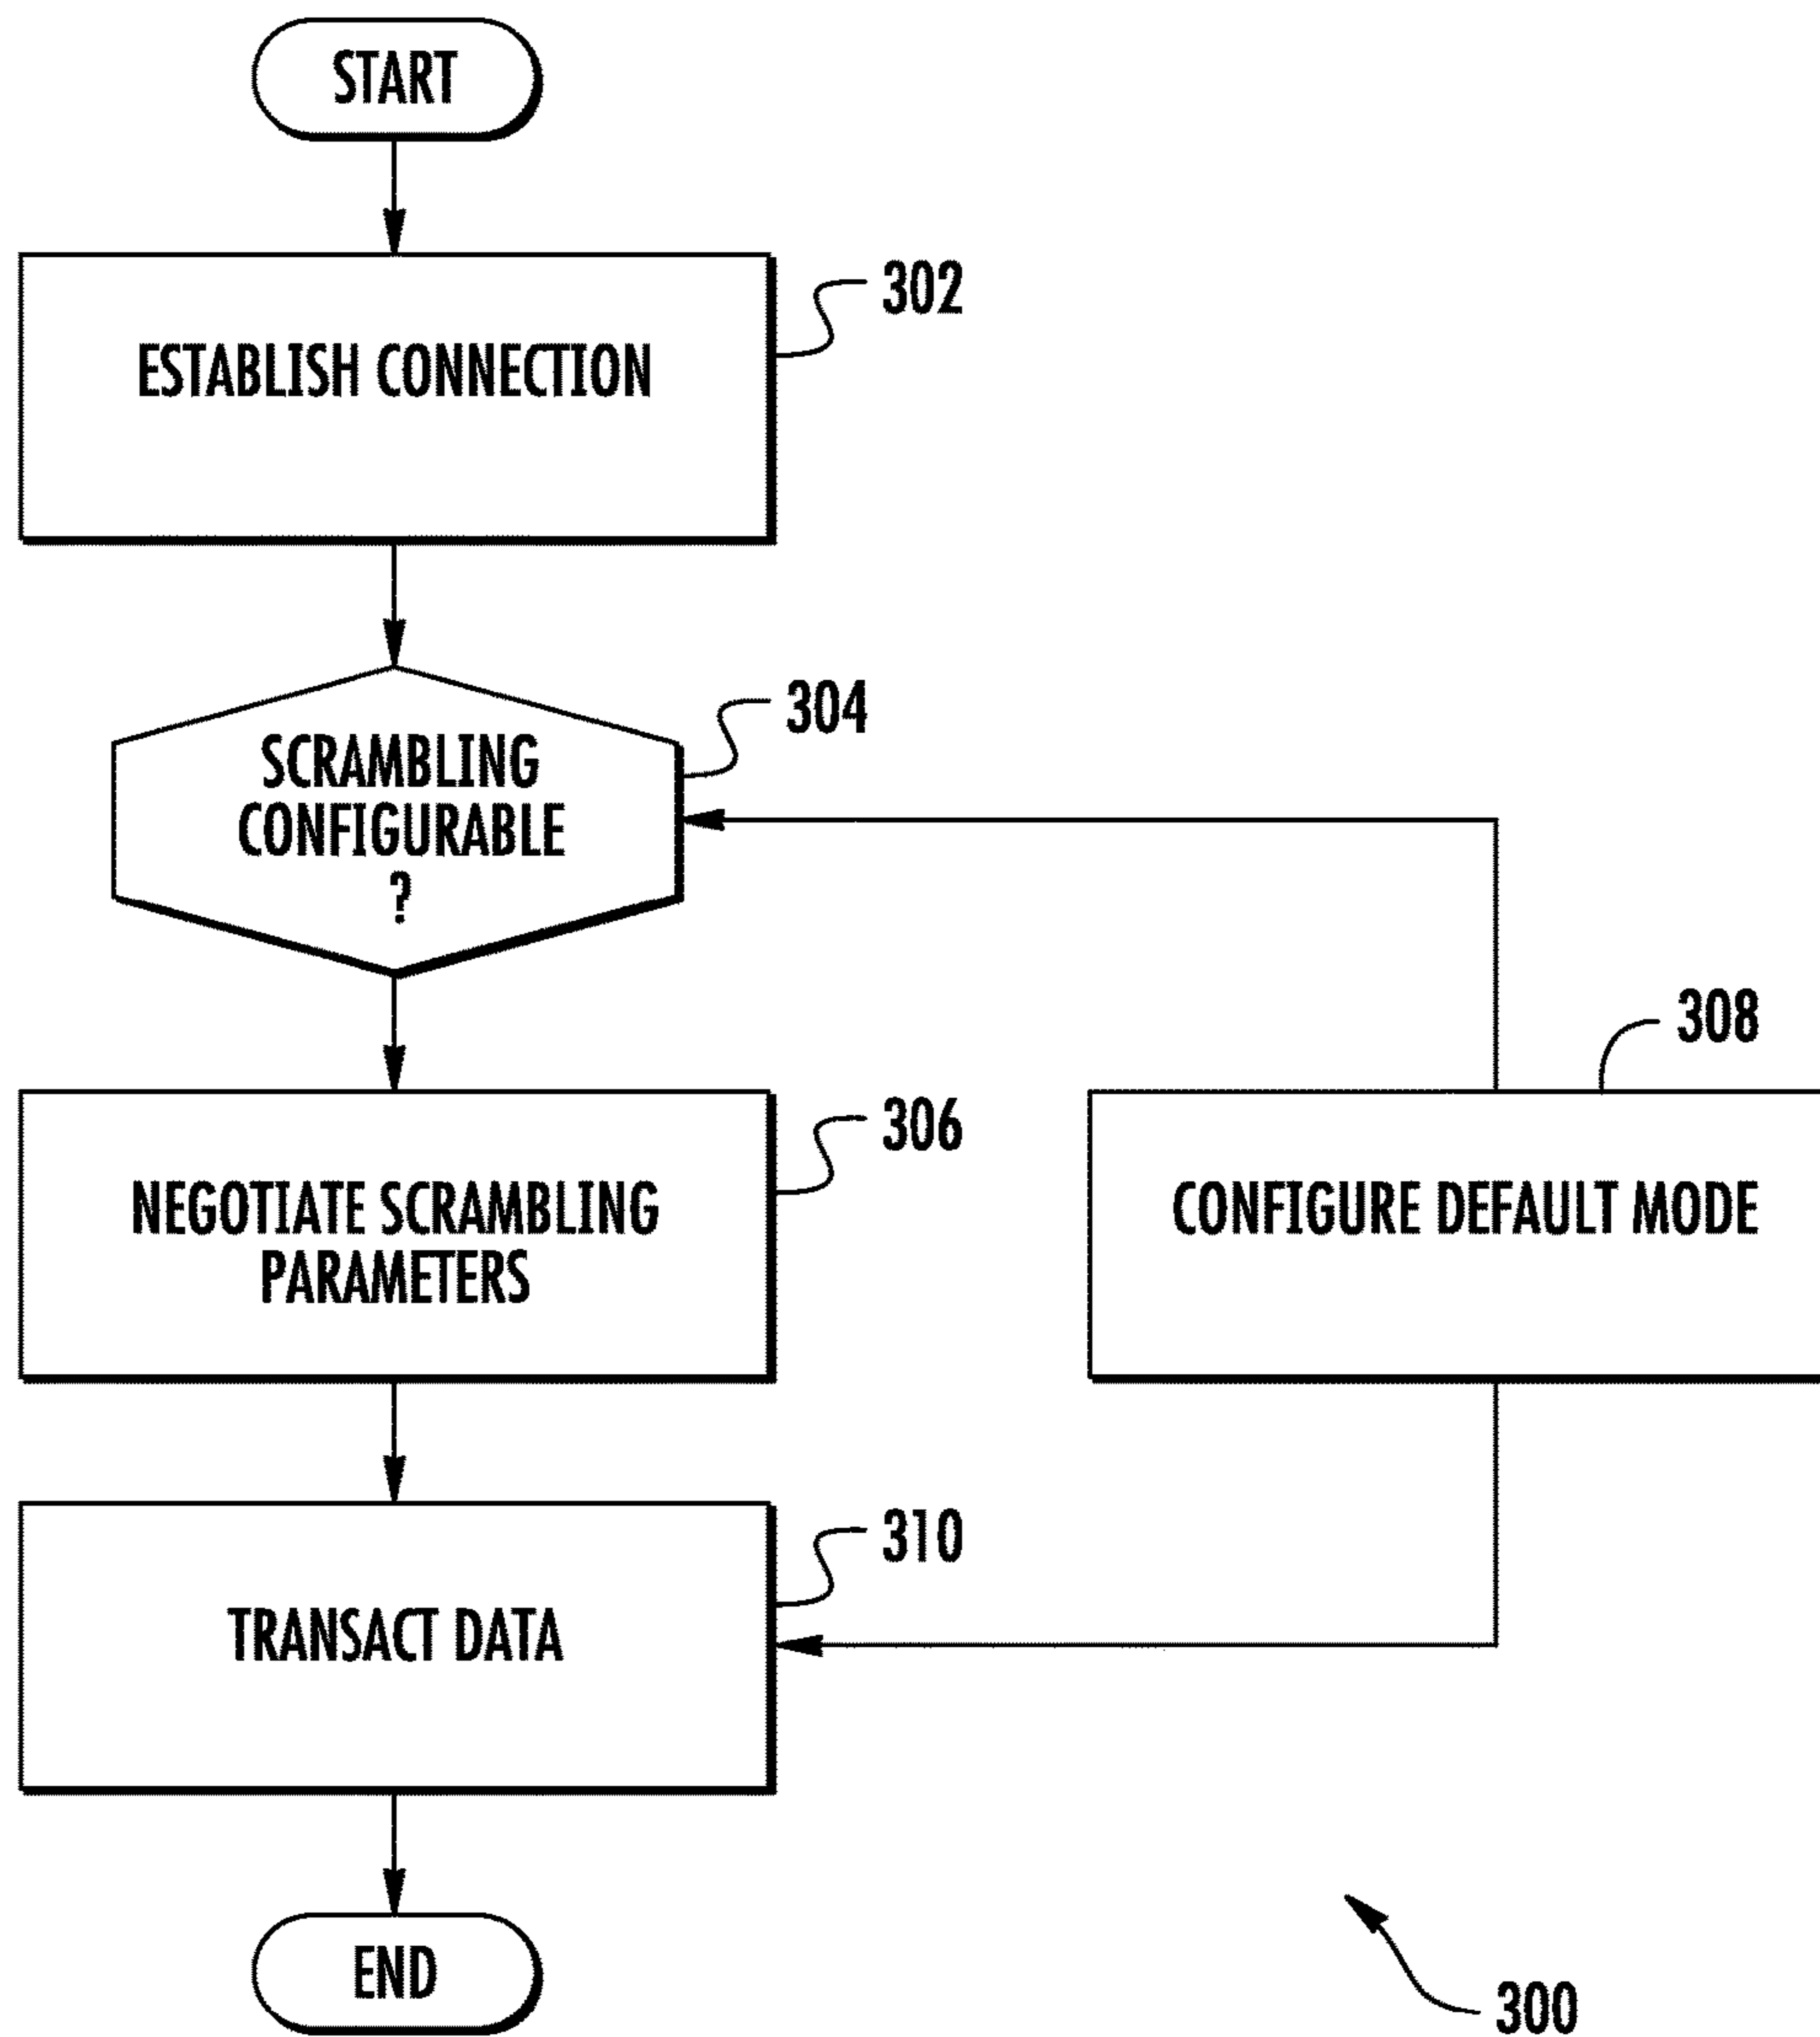 START
302
ESTABLISH CONNECTION
304
SCRAMBLING
CONFIGURABLE
?
306
NEGOTIATE SCRAMBLING
PARAMETERS
308
CONFIGURE DEFAULT MODE
310
TRANSACT DATA
END
300